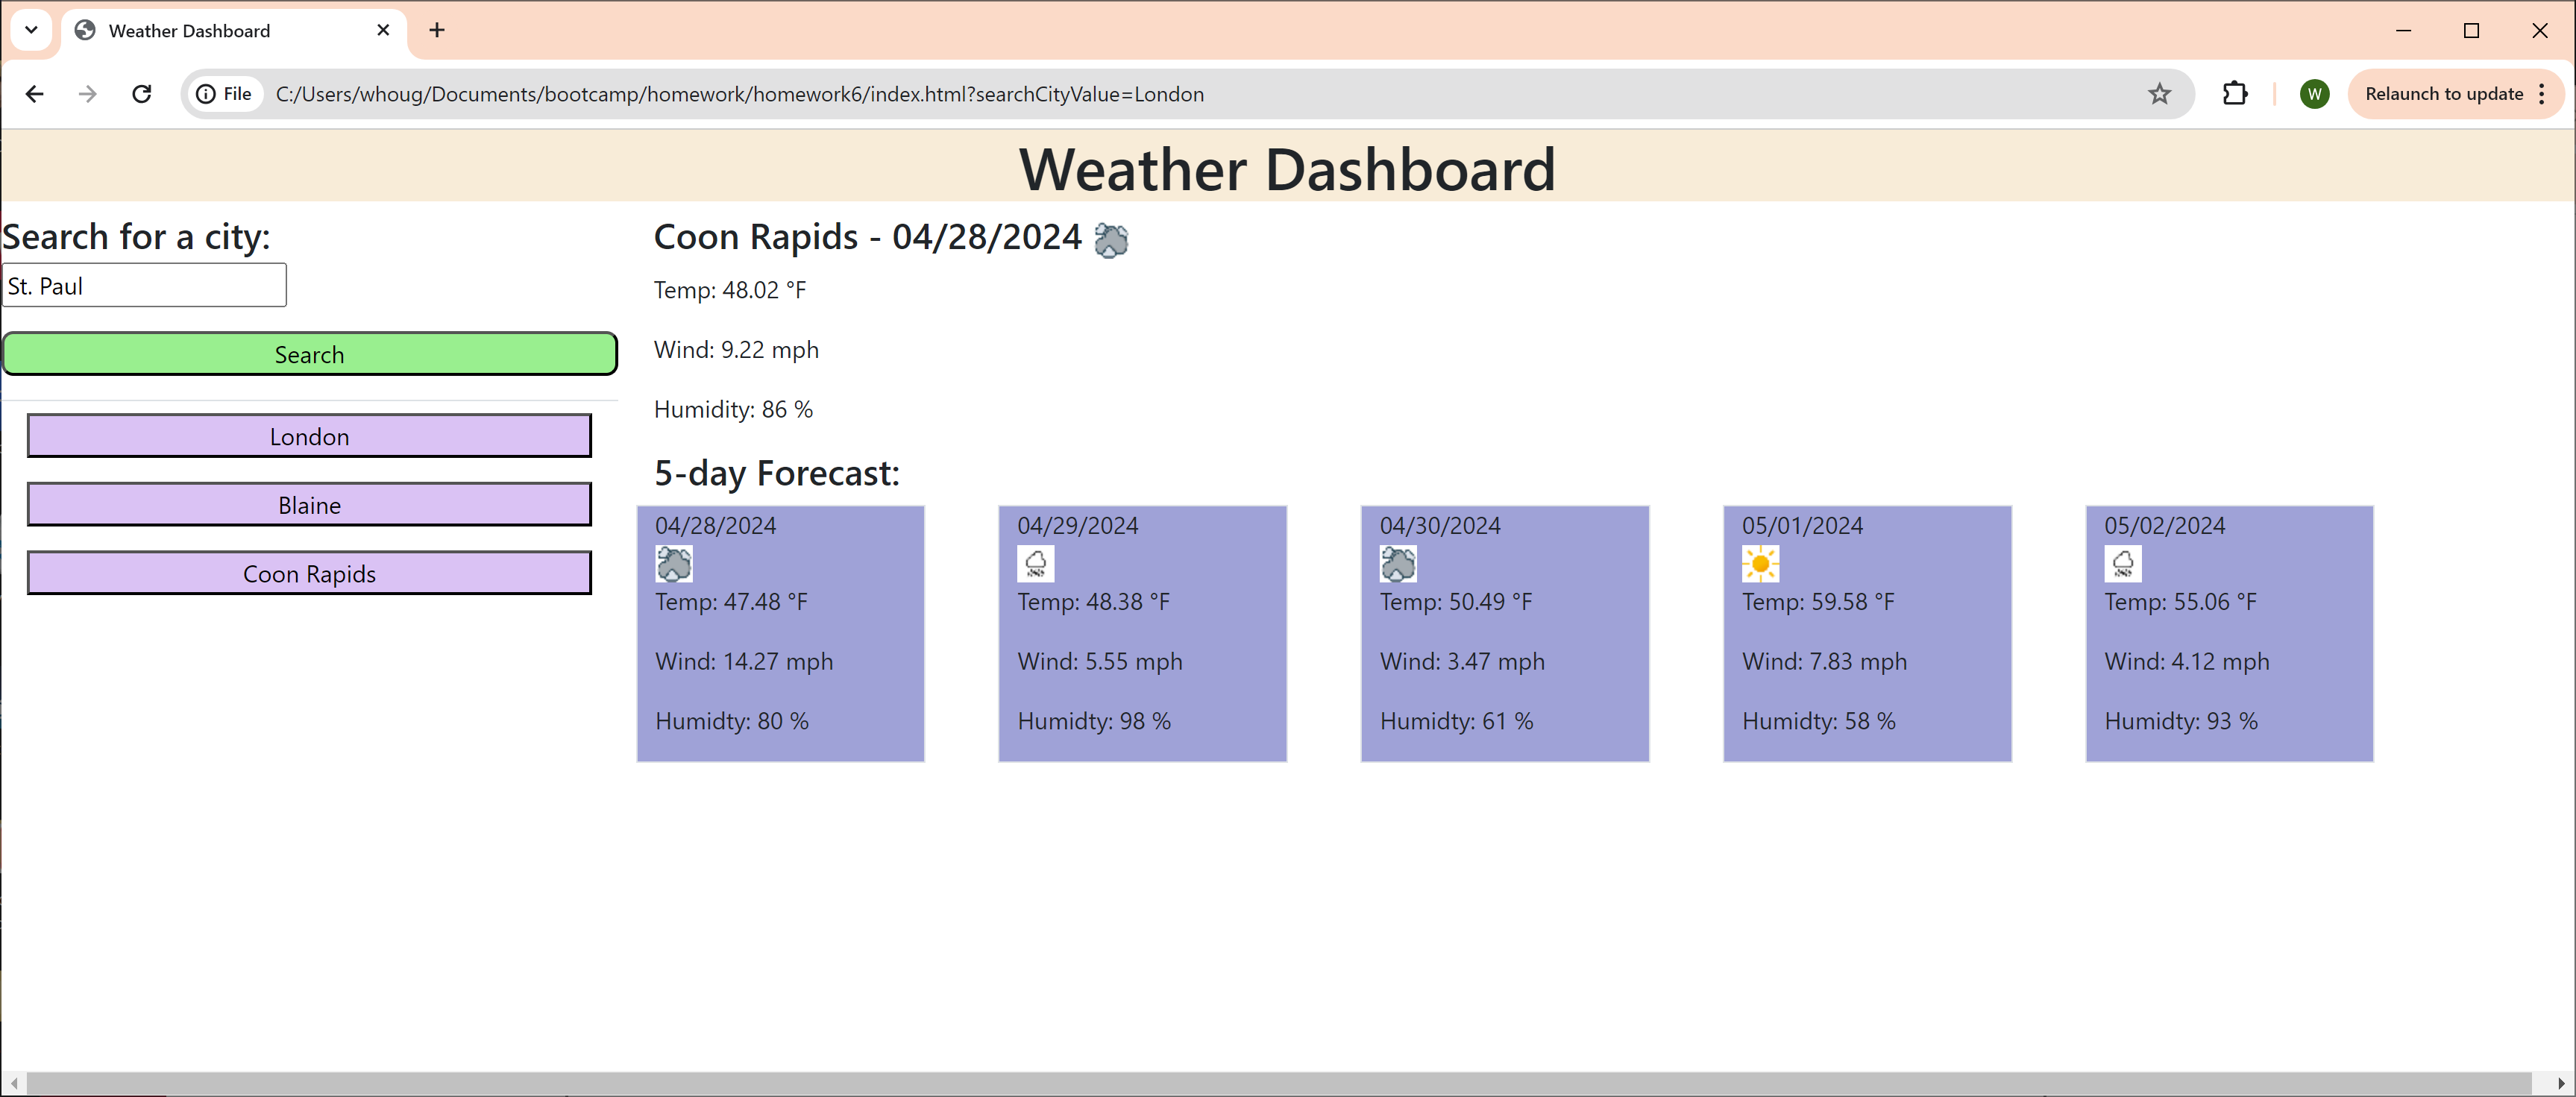 Weather Dashboard
File
C:/Users/whoug/Documents/bootcamp/homework/homework6/index.html?searchCityValue=London
W
Relaunch to update
Weather Dashboard
Search for a city:
St. Paul
Search
London
Blaine
Coon Rapids
Coon Rapids - 04/28/2024
Temp: 48.02 °F
Wind: 9.22 mph
Humidity: 86 %
5-day Forecast:
04/28/2024
Temp: 47.48 °F
Wind: 14.27 mph
Humidty: 80 %
04/29/2024
Temp: 48.38 °F
Wind: 5.55 mph
Humidty: 98 %
04/30/2024
Temp: 50.49 °F
Wind: 3.47 mph
Humidty: 61 %
05/01/2024
Temp: 59.58 °F
Wind: 7.83 mph
Humidty: 58 %
05/02/2024
Temp: 55.06 °F
Wind: 4.12 mph
Humidty: 93 %